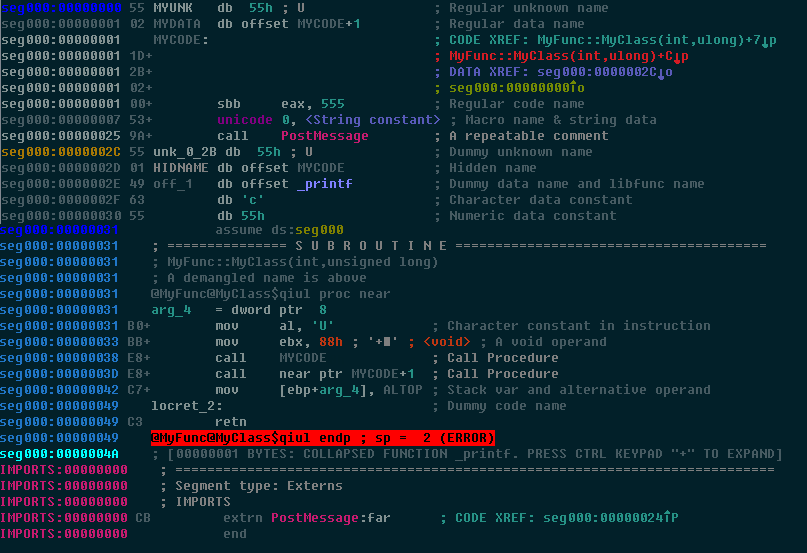 seg000:00000000 55 MYUNK db 55h ; U ; Regular unknown name
seg000:00000001 02 MYDATA db offset MYCODE+1 ; Regular data name
seg000:00000001 MYCODE: ; CODE XREF: MyFunc::MyClass(int,ulong)+7↓p
seg000:00000001 1D+ ; MyFunc::MyClass(int,ulong)+C↓p
seg000:00000001 2B+ ; DATA XREF: seg000:0000002C↓o
seg000:00000001 02+ ; seg000:00000000↑o
seg000:00000001 00+ sbb eax, 555 ; Regular code name
seg000:00000007 53+ unicode 0, <String constant> ; Macro name & string data
seg000:00000025 9A+ call PostMessage ; A repeatable comment
seg000:0000002C 55 unk_0_2B db 55h ; U ; Dummy unknown name
seg000:0000002D 01 HIDNAME db offset MYCODE ; Hidden name
seg000:0000002E 49 off_1 db offset _printf ; Dummy data name and libfunc name
seg000:0000002F 63 db 'c' ; Character data constant
seg000:00000030 55 db 55h ; Numeric data constant
seg000:00000031 assume ds:seg000
seg000:00000031 ; =============== S U B R O U T I N E =======================================
seg000:00000031 ; MyFunc::MyClass(int,unsigned long)
seg000:00000031 ; A demangled name is above
seg000:00000031 @MyFunc@MyClass$qiul proc near
seg000:00000031 arg_4 = dword ptr 8
seg000:00000031 B0+ mov al, 'U' ; Character constant in instruction
seg000:00000033 BB+ mov ebx, 88h ; '+■' ; <void> ; A void operand
seg000:00000038 E8+ call MYCODE ; Call Procedure
seg000:0000003D E8+ call near ptr MYCODE+1 ; Call Procedure
seg000:00000042 C7+ mov [ebp+arg_4], ALTOP ; Stack var and alternative operand
seg000:00000049 locret_2: ; Dummy code name
seg000:00000049 C3 retn
seg000:00000049 @MyFunc@MyClass$qiul endp ; sp = 2 (ERROR)
seg000:0000004A ; [00000001 BYTES: COLLAPSED FUNCTION _printf. PRESS CTRL KEYPAD "+" TO EXPAND]
IMPORTS:00000000 ; ===========================================================================
IMPORTS:00000000 ; Segment type: Externs
IMPORTS:00000000 ; IMPORTS
IMPORTS:00000000 CB extrn PostMessage:far ; CODE XREF: seg000:00000024↑P
IMPORTS:00000000 end